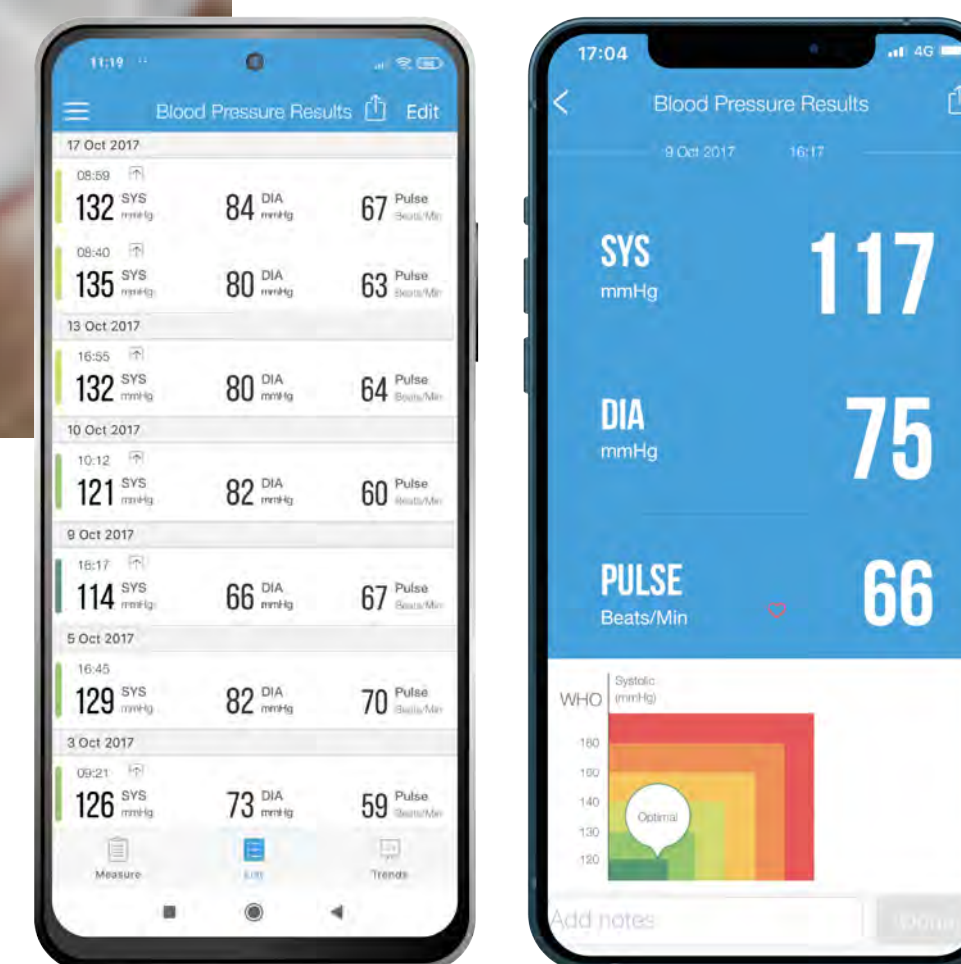 11:19
Blood Pressure Results Edit
17 Oct 2017
08:59
132 SYS mmHg 84 DIA mmHg 67 Pulse Beats/Min
08:40
135 SYS mmHg 80 DIA mmHg 63 Pulse Beats/Min
13 Oct 2017
16:55
132 SYS mmHg 80 DIA mmHg 64 Pulse Beats/Min
10 Oct 2017
10:12
121 SYS mmHg 82 DIA mmHg 60 Pulse Beats/Min
9 Oct 2017
16:17
114 SYS mmHg 66 DIA mmHg 67 Pulse Beats/Min
5 Oct 2017
16:45
129 SYS mmHg 82 DIA mmHg 70 Pulse Beats/Min
3 Oct 2017
09:21
126 SYS mmHg 73 DIA mmHg 59 Pulse Beats/Min
Measure Trends
17:04 4G
Blood Pressure Results
9 Oct 2017 16:17
SYS 117
mmHg
DIA 75
mmHg
PULSE 66
Beats/Min
WHO Systolic
(mmHg)
180
160
140
Optimal
130
120
Add notes